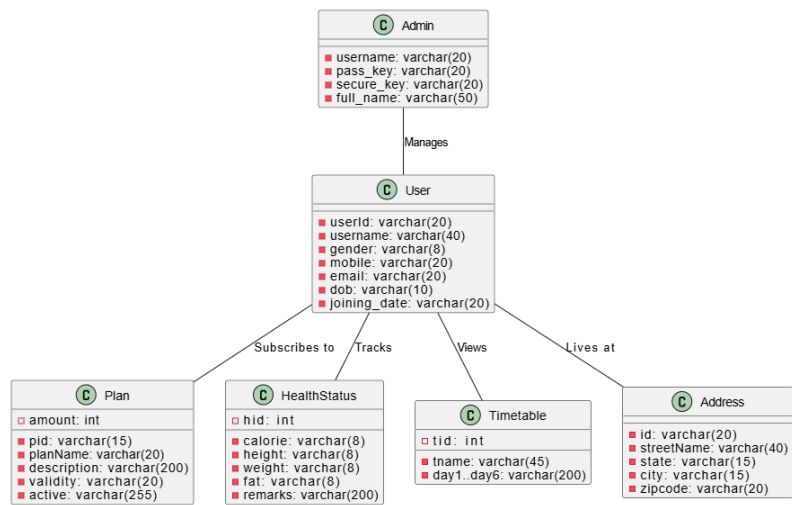 C Admin
username: varchar(20)
pass_key: varchar(20)
secure_key: varchar(20)
full_name: varchar(50)
Manages
C User
userId: varchar(20)
username: varchar(40)
gender: varchar(8)
mobile: varchar(20)
email: varchar(20)
dob: varchar(10)
joining_date: varchar(20)
Subscribes to
Tracks
Views
Lives at
C Plan
amount: int
pid: varchar(15)
planName: varchar(20)
description: varchar(200)
validity: varchar(20)
active: varchar(255)
C HealthStatus
hid: int
calorie: varchar(8)
height: varchar(8)
weight: varchar(8)
fat: varchar(8)
remarks: varchar(200)
C Timetable
tid: int
tname: varchar(45)
day1..day6: varchar(200)
C Address
id: varchar(20)
streetName: varchar(40)
state: varchar(15)
city: varchar(15)
zipcode: varchar(20)